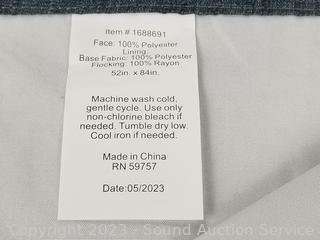 Item # 1688691
Face: 100% Polyester
Lining:
Base Fabric: 100% Polyester
Flocking: 100% Rayon
52in. x 84in.
Machine wash cold,
gentle cycle. Use only
non-chlorine bleach if
needed. Tumble dry low.
Cool iron if needed.
Made in China
RN 59757
Date:05/2023
Copyright 2023 - Sound Auction Service